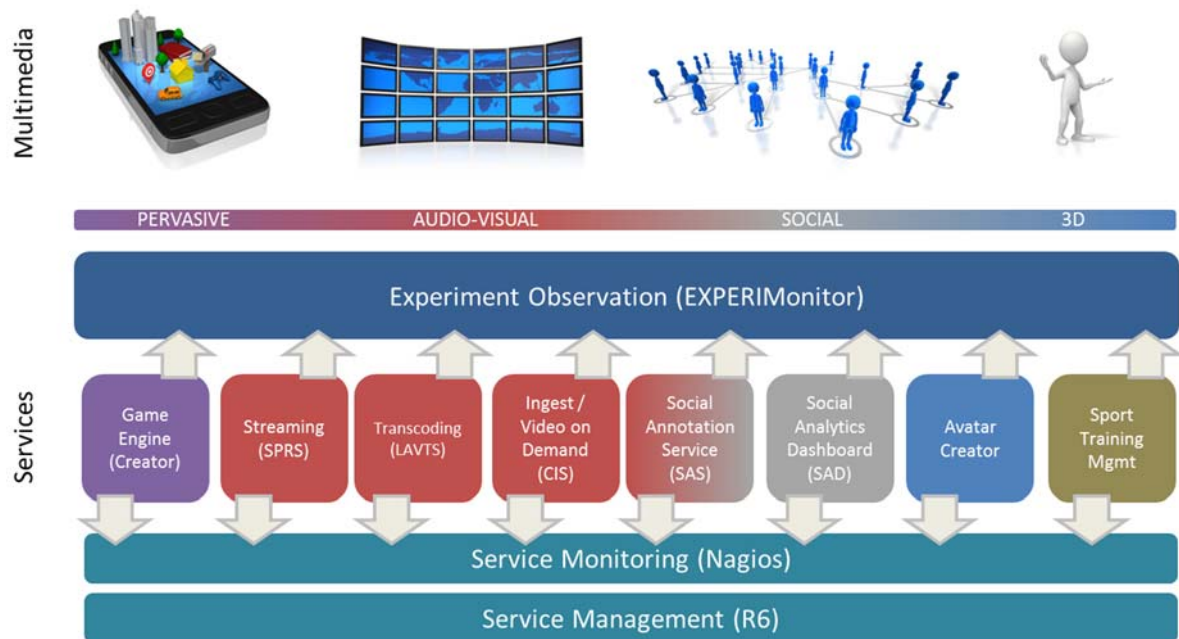 Multimedia
PERVASIVE
AUDIO-VISUAL
SOCIAL
3D
Experiment Observation (EXPERIMonitor)
Services
Game
Engine
(Creator)
Streaming
(SPRS)
Transcoding
(LAVTS)
Ingest /
Video on
Demand
(CIS)
Social
Annotation
Service
(SAS)
Social
Analytics
Dashboard
(SAD)
Avatar
Creator
Sport
Training
Mgmt
Service Monitoring (Nagios)
Service Management (R6)